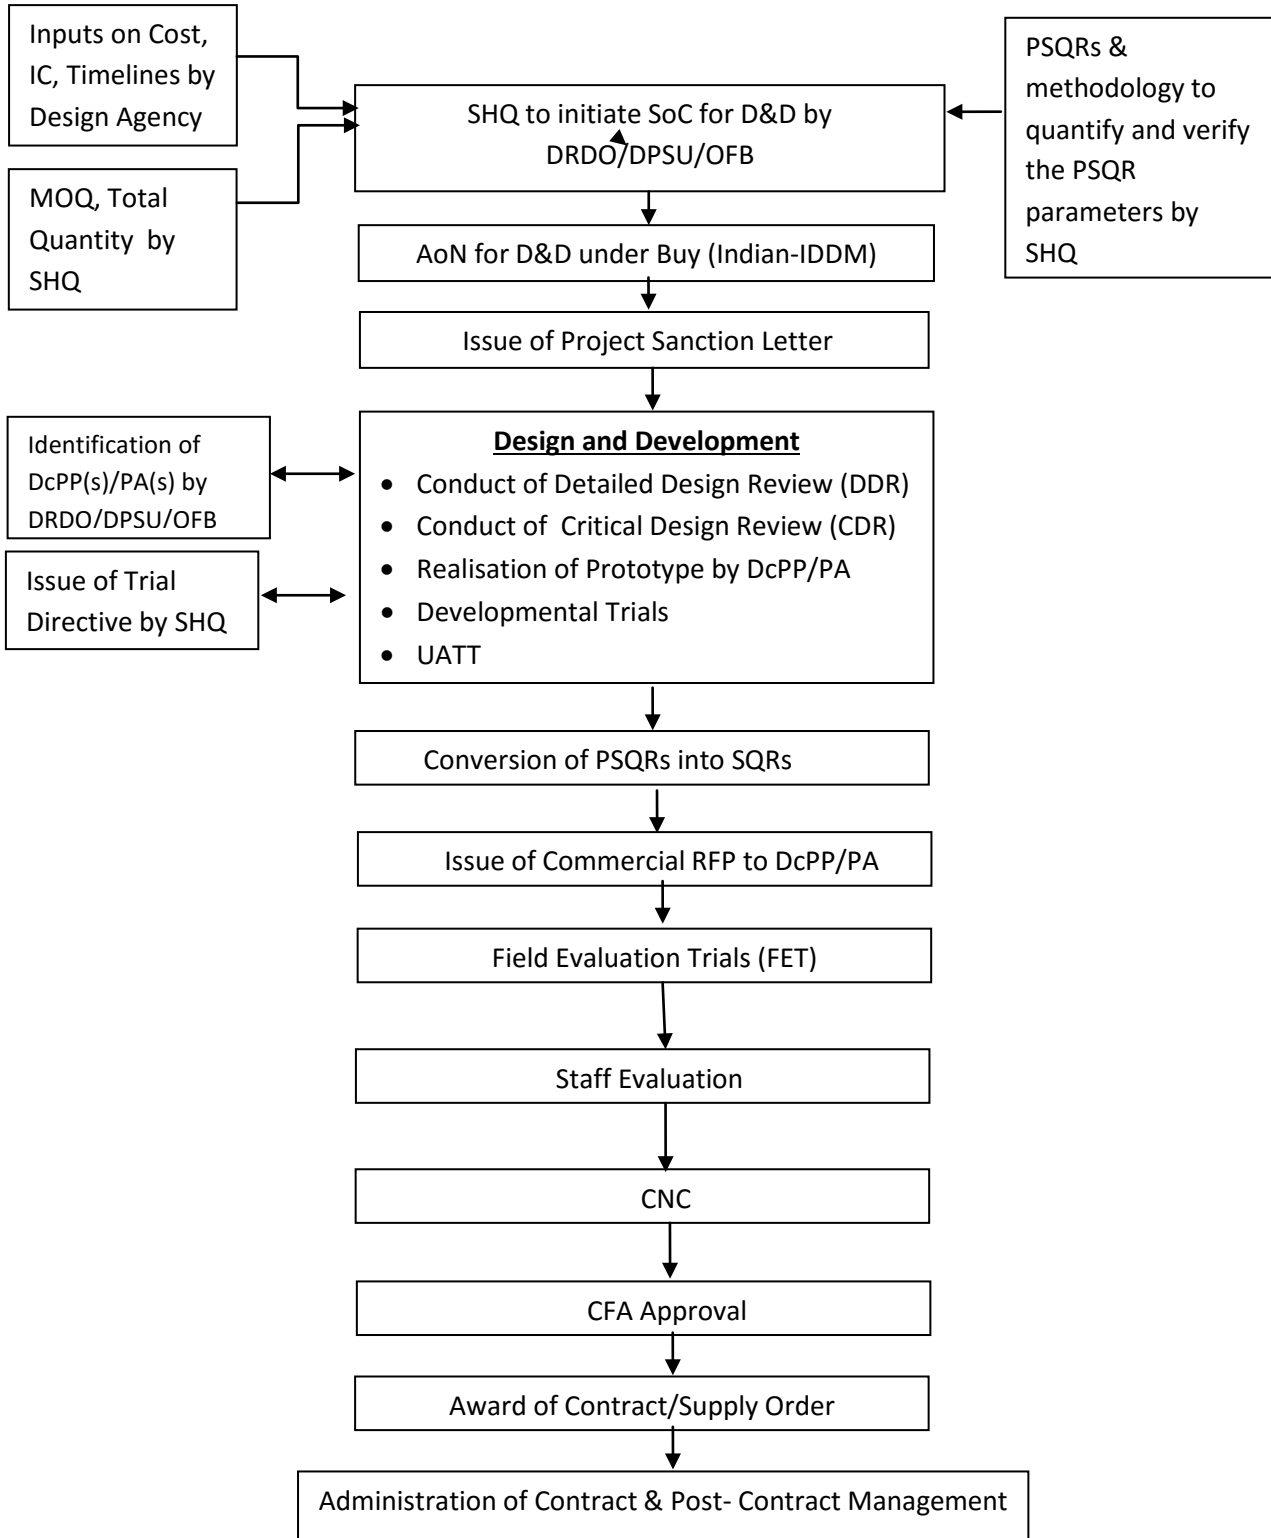 Inputs on Cost,
IC, Timelines by
Design Agency
MOQ, Total
Quantity by
SHQ
SHQ to initiate SoC for D&D by
DRDO/DPSU/OFB
PSQRs &
methodology to
quantify and verify
the PSQR
parameters by
SHQ
AoN for D&D under Buy (Indian-IDDM)
Issue of Project Sanction Letter
Identification of
DcPP(s)/PA(s) by
DRDO/DPSU/OFB
Issue of Trial
Directive by SHQ
Design and Development
• Conduct of Detailed Design Review (DDR)
• Conduct of Critical Design Review (CDR)
• Realisation of Prototype by DcPP/PA
• Developmental Trials
• UATT
Conversion of PSQRs into SQRs
Issue of Commercial RFP to DcPP/PA
Field Evaluation Trials (FET)
Staff Evaluation
CNC
CFA Approval
Award of Contract/Supply Order
Administration of Contract & Post- Contract Management